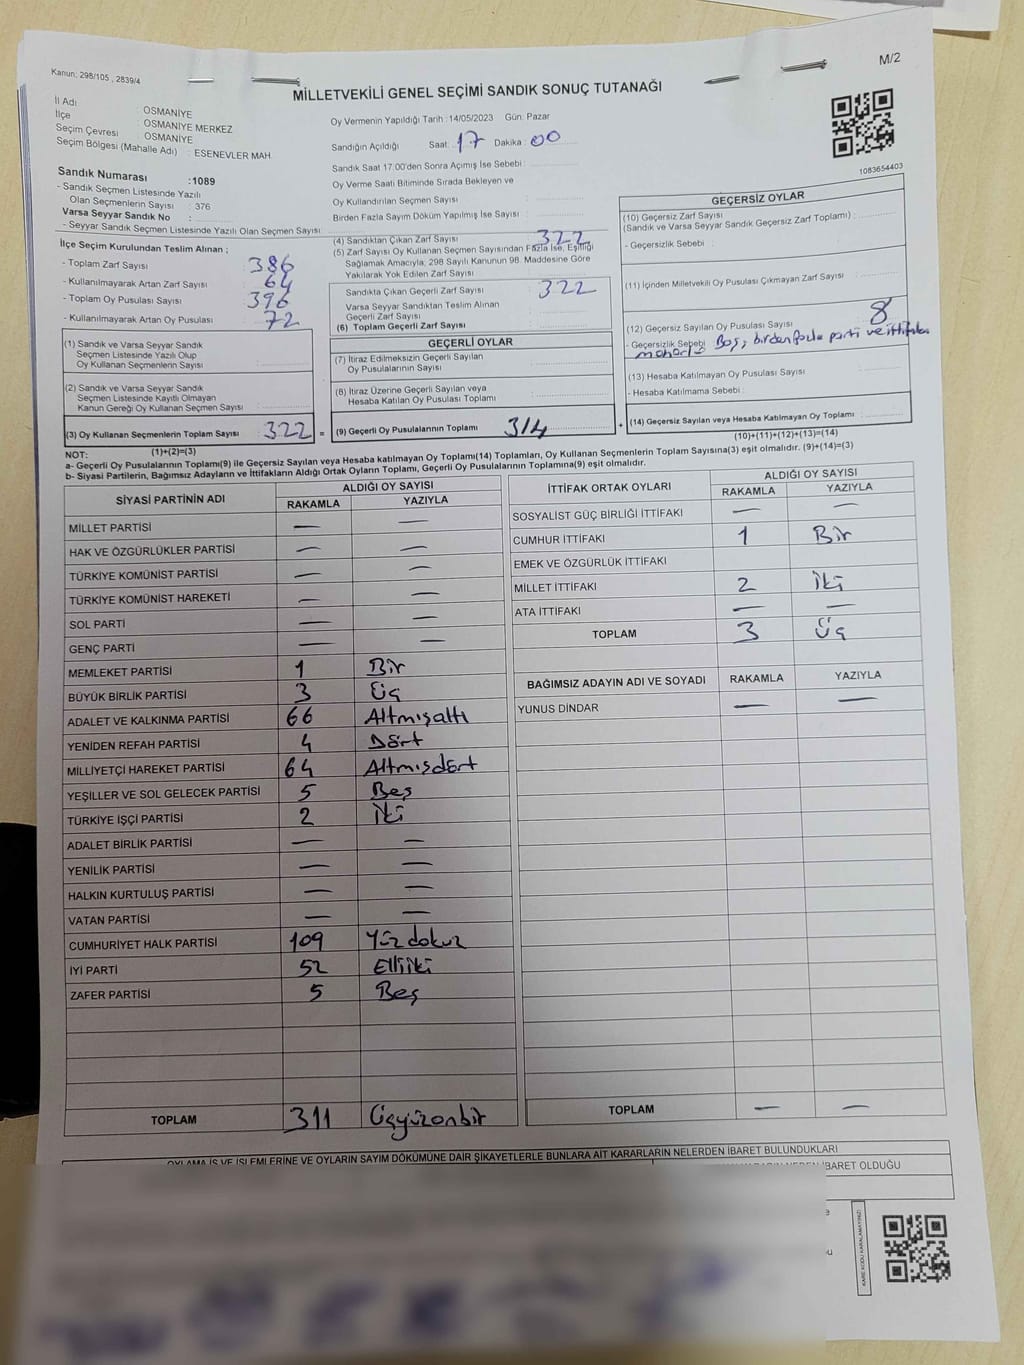 Kanun: 298/105 , 2839/4
M/2
MİLLETVEKİLİ GENEL SEÇİMİ SANDIK SONUÇ TUTANAĞI
İl Adı OSMANİYE
İlçe OSMANİYE MERKEZ
Seçim Çevresi OSMANİYE
Seçim Bölgesi (Mahalle Adı) : ESENEVLER MAH
Sandık Numarası :1089
- Sandık Seçmen Listesinde Yazılı
Olan Seçmenlerin Sayısı : 376
Varsa Seyyar Sandık No :
- Seyyar Sandık Seçmen Listesinde Yazılı Olan Seçmen Sayısı
Oy Vermenin Yapıldığı Tarih :14/05/2023 Gün: Pazar
Sandığın Açıldığı Saat: 17 Dakika: 00
Sandık Saat 17:00'den Sonra Açımış İse Sebebi :
Oy Verme Saati Bitiminde Sırada Bekleyen ve
Oy Kullandırılan Seçmen Sayısı :
Birden Fazla Sayım Döküm Yapılmış İse Sayısı :
1083654403
İlçe Seçim Kurulundan Teslim Alınan ;
- Toplam Zarf Sayısı 386
- Kullanılmayarak Artan Zarf Sayısı 64
- Toplam Oy Pusulası Sayısı 396
- Kullanılmayarak Artan Oy Pusulası 72
(4) Sandıktan Çıkan Zarf Sayısı 322
(5) Zarf Sayısı Oy Kullanan Seçmen Sayısından Fazla İse, Eşitliği
Sağlamak Amacıyla, 298 Sayılı Kanunun 98. Maddesine Göre
Yakılarak Yok Edilen Zarf Sayısı
Sandıkta Çıkan Geçerli Zarf Sayısı 322
Varsa Seyyar Sandıktan Teslim Alınan
Geçerli Zarf Sayısı :
(6) Toplam Geçerli Zarf Sayısı
GEÇERSİZ OYLAR
(10) Geçersiz Zarf Sayısı
(Sandık ve Varsa Seyyar Sandık Geçersiz Zarf Toplamı) :
- Geçersizlik Sebebi :
(11) İçinden Milletvekili Oy Pusulası Çıkmayan Zarf Sayısı
(12) Geçersiz Sayılan Oy Pusulası Sayısı 8
- Geçersizlik Sebebi Boş, birden fazla parti ve ittifaka
(13) Hesaba Katılmayan Oy Pusulası Sayısı
- Hesaba Katılmama Sebebi :
(14) Geçersiz Sayılan veya Hesaba Katılmayan Oy Toplamı
(10)+(11)+(12)+(13)=(14)
(1) Sandık ve Varsa Seyyar Sandık
Seçmen Listesinde Yazılı Olup
Oy Kullanan Seçmenlerin Sayısı
(2) Sandık ve Varsa Seyyar Sandık
Seçmen Listesinde Kayıtlı Olmayan
Kanun Gereği Oy Kullanan Seçmen Sayısı
(3) Oy Kullanan Seçmenlerin Toplam Sayısı 322 =
(1)+(2)=(3)
GEÇERLİ OYLAR
(7) İtiraz Edilmeksizin Geçerli Sayılan
Oy Pusulalarının Sayısı
(8) İtiraz Üzerine Geçerli Sayılan veya
Hesaba Katılan Oy Pusulası Toplamı
(9) Geçerli Oy Pusulalarının Toplamı 314 +
NOT:
a- Geçerli Oy Pusulalarının Toplamı(9) ile Geçersiz Sayılan veya Hesaba katılmayan Oy Toplamı(14) Toplamları, Oy Kullanan Seçmenlerin Toplam Sayısına(3) eşit olmalıdır. (9)+(14)=(3)
b- Siyasi Partilerin, Bağımsız Adayların ve İttifakların Aldığı Ortak Oyların Toplamı, Geçerli Oy Pusulalarının Toplamına(9) eşit olmalıdır.
SİYASİ PARTİNİN ADI ALDIĞI OY SAYISI
RAKAMLA YAZIYLA
MİLLET PARTİSİ — —
HAK VE ÖZGÜRLÜKLER PARTİSİ — —
TÜRKİYE KOMÜNİST PARTİSİ — —
TÜRKİYE KOMÜNİST HAREKETİ — —
SOL PARTİ — —
GENÇ PARTİ — —
MEMLEKET PARTİSİ 1 Bir
BÜYÜK BİRLİK PARTİSİ 3 Üç
ADALET VE KALKINMA PARTİSİ 66 Altmışaltı
YENİDEN REFAH PARTİSİ 4 Dört
MİLLİYETÇİ HAREKET PARTİSİ 64 Altmışdört
YEŞİLLER VE SOL GELECEK PARTİSİ 5 Beş
TÜRKİYE İŞÇİ PARTİSİ 2 İki
ADALET BİRLİK PARTİSİ — —
YENİLİK PARTİSİ — —
HALKIN KURTULUŞ PARTİSİ — —
VATAN PARTİSİ — —
CUMHURİYET HALK PARTİSİ 109 Yüzdokuz
İYİ PARTİ 52 Elliiki
ZAFER PARTİSİ 5 Beş
TOPLAM 311 Üçyüzonbir
İTTİFAK ORTAK OYLARI ALDIĞI OY SAYISI
RAKAMLA YAZIYLA
SOSYALİST GÜÇ BİRLİĞİ İTTİFAKI — —
CUMHUR İTTİFAKI 1 Bir
EMEK VE ÖZGÜRLÜK İTTİFAKI
MİLLET İTTİFAKI 2 İki
ATA İTTİFAKI — —
TOPLAM 3 Üç
BAĞIMSIZ ADAYIN ADI VE SOYADI RAKAMLA YAZIYLA
YUNUS DİNDAR — —
TOPLAM — —
OYLAMA İŞ VE İŞLEMLERİNE VE OYLARIN SAYIM DÖKÜMÜNE DAİR ŞİKAYETLERLE BUNLARA AİT KARARLARIN NELERDEN İBARET BULUNDUKLARI
İBARET OLDUĞU
KARE KODU KARALAMAYINIZ!